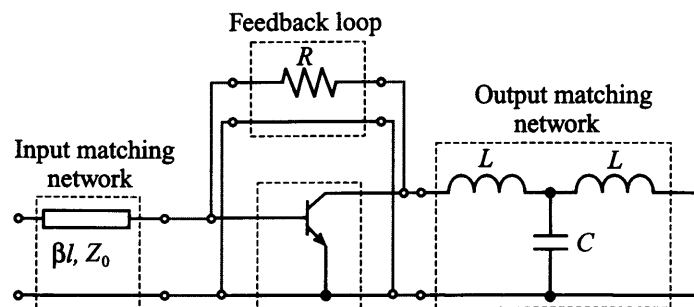 Feedback loop
R
Output matching
network
Input matching
network
L
L
C
βl, Z₀